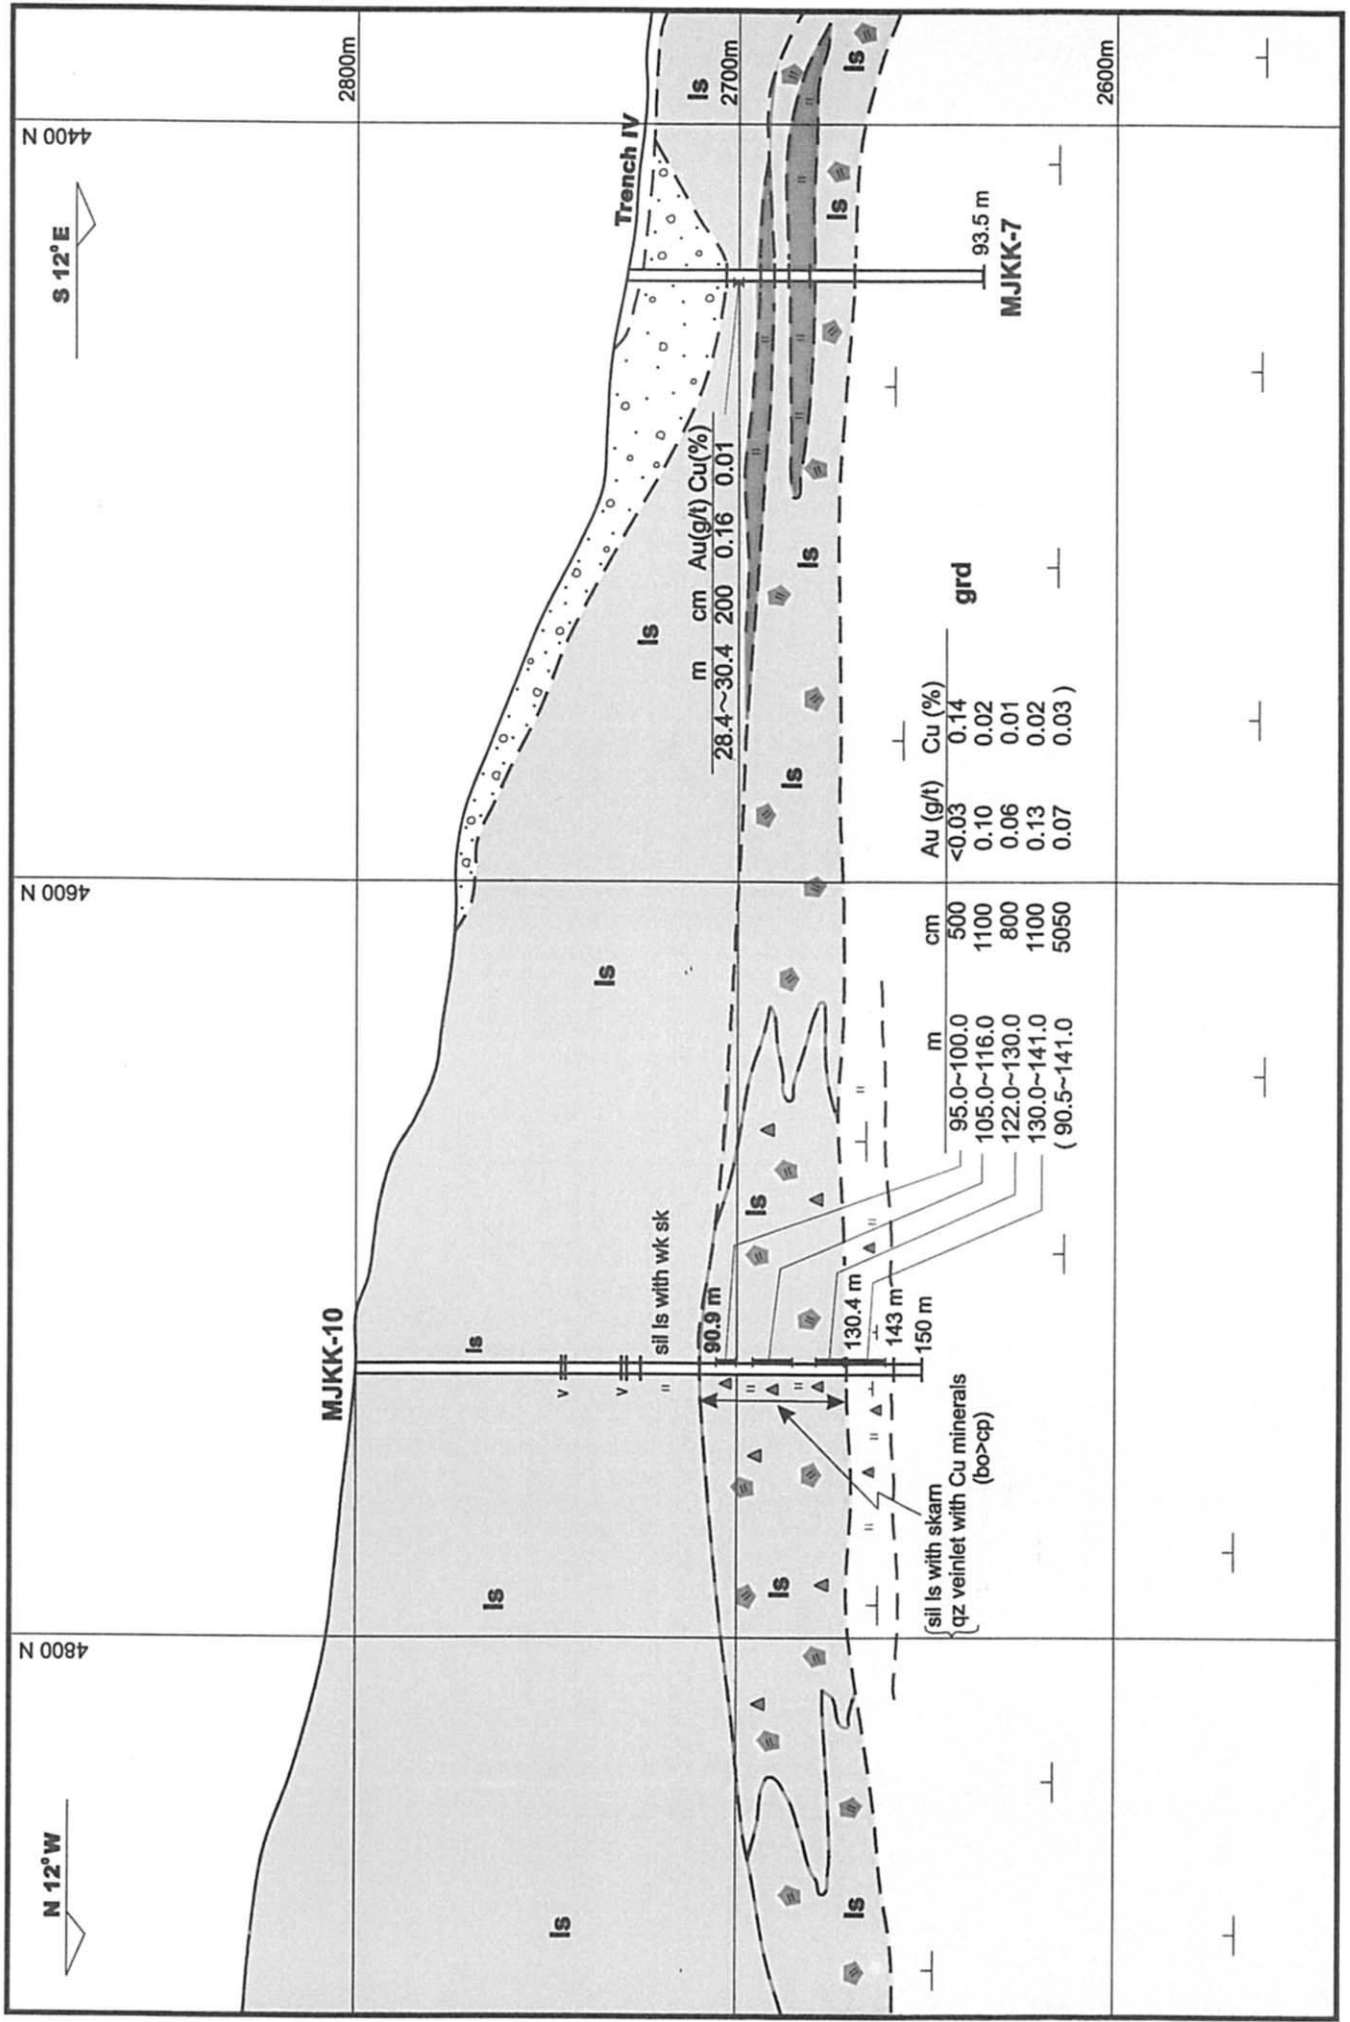 N 12°W
S 12°E
4800 N
4600 N
4400 N
2800m
2700m
2600m
MJKK-10
Trench IV
ls
ls
ls
ls
ls
ls
sil ls with wk sk
v
v
90.9 m
130.4 m
143 m
150 m
ls
ls
ls
ls
ls
ls
ls
m cm Au(g/t) Cu(%)
28.4~30.4 200 0.16 0.01
93.5 m
MJKK-7
sil ls with skarn
qz veinlet with Cu minerals
(bo>cp)
m cm Au (g/t) Cu (%)
95.0~100.0 500 <0.03 0.14
105.0~116.0 1100 0.10 0.02
122.0~130.0 800 0.06 0.01
130.0~141.0 1100 0.13 0.02
( 90.5~141.0 5050 0.07 0.03 )
grd